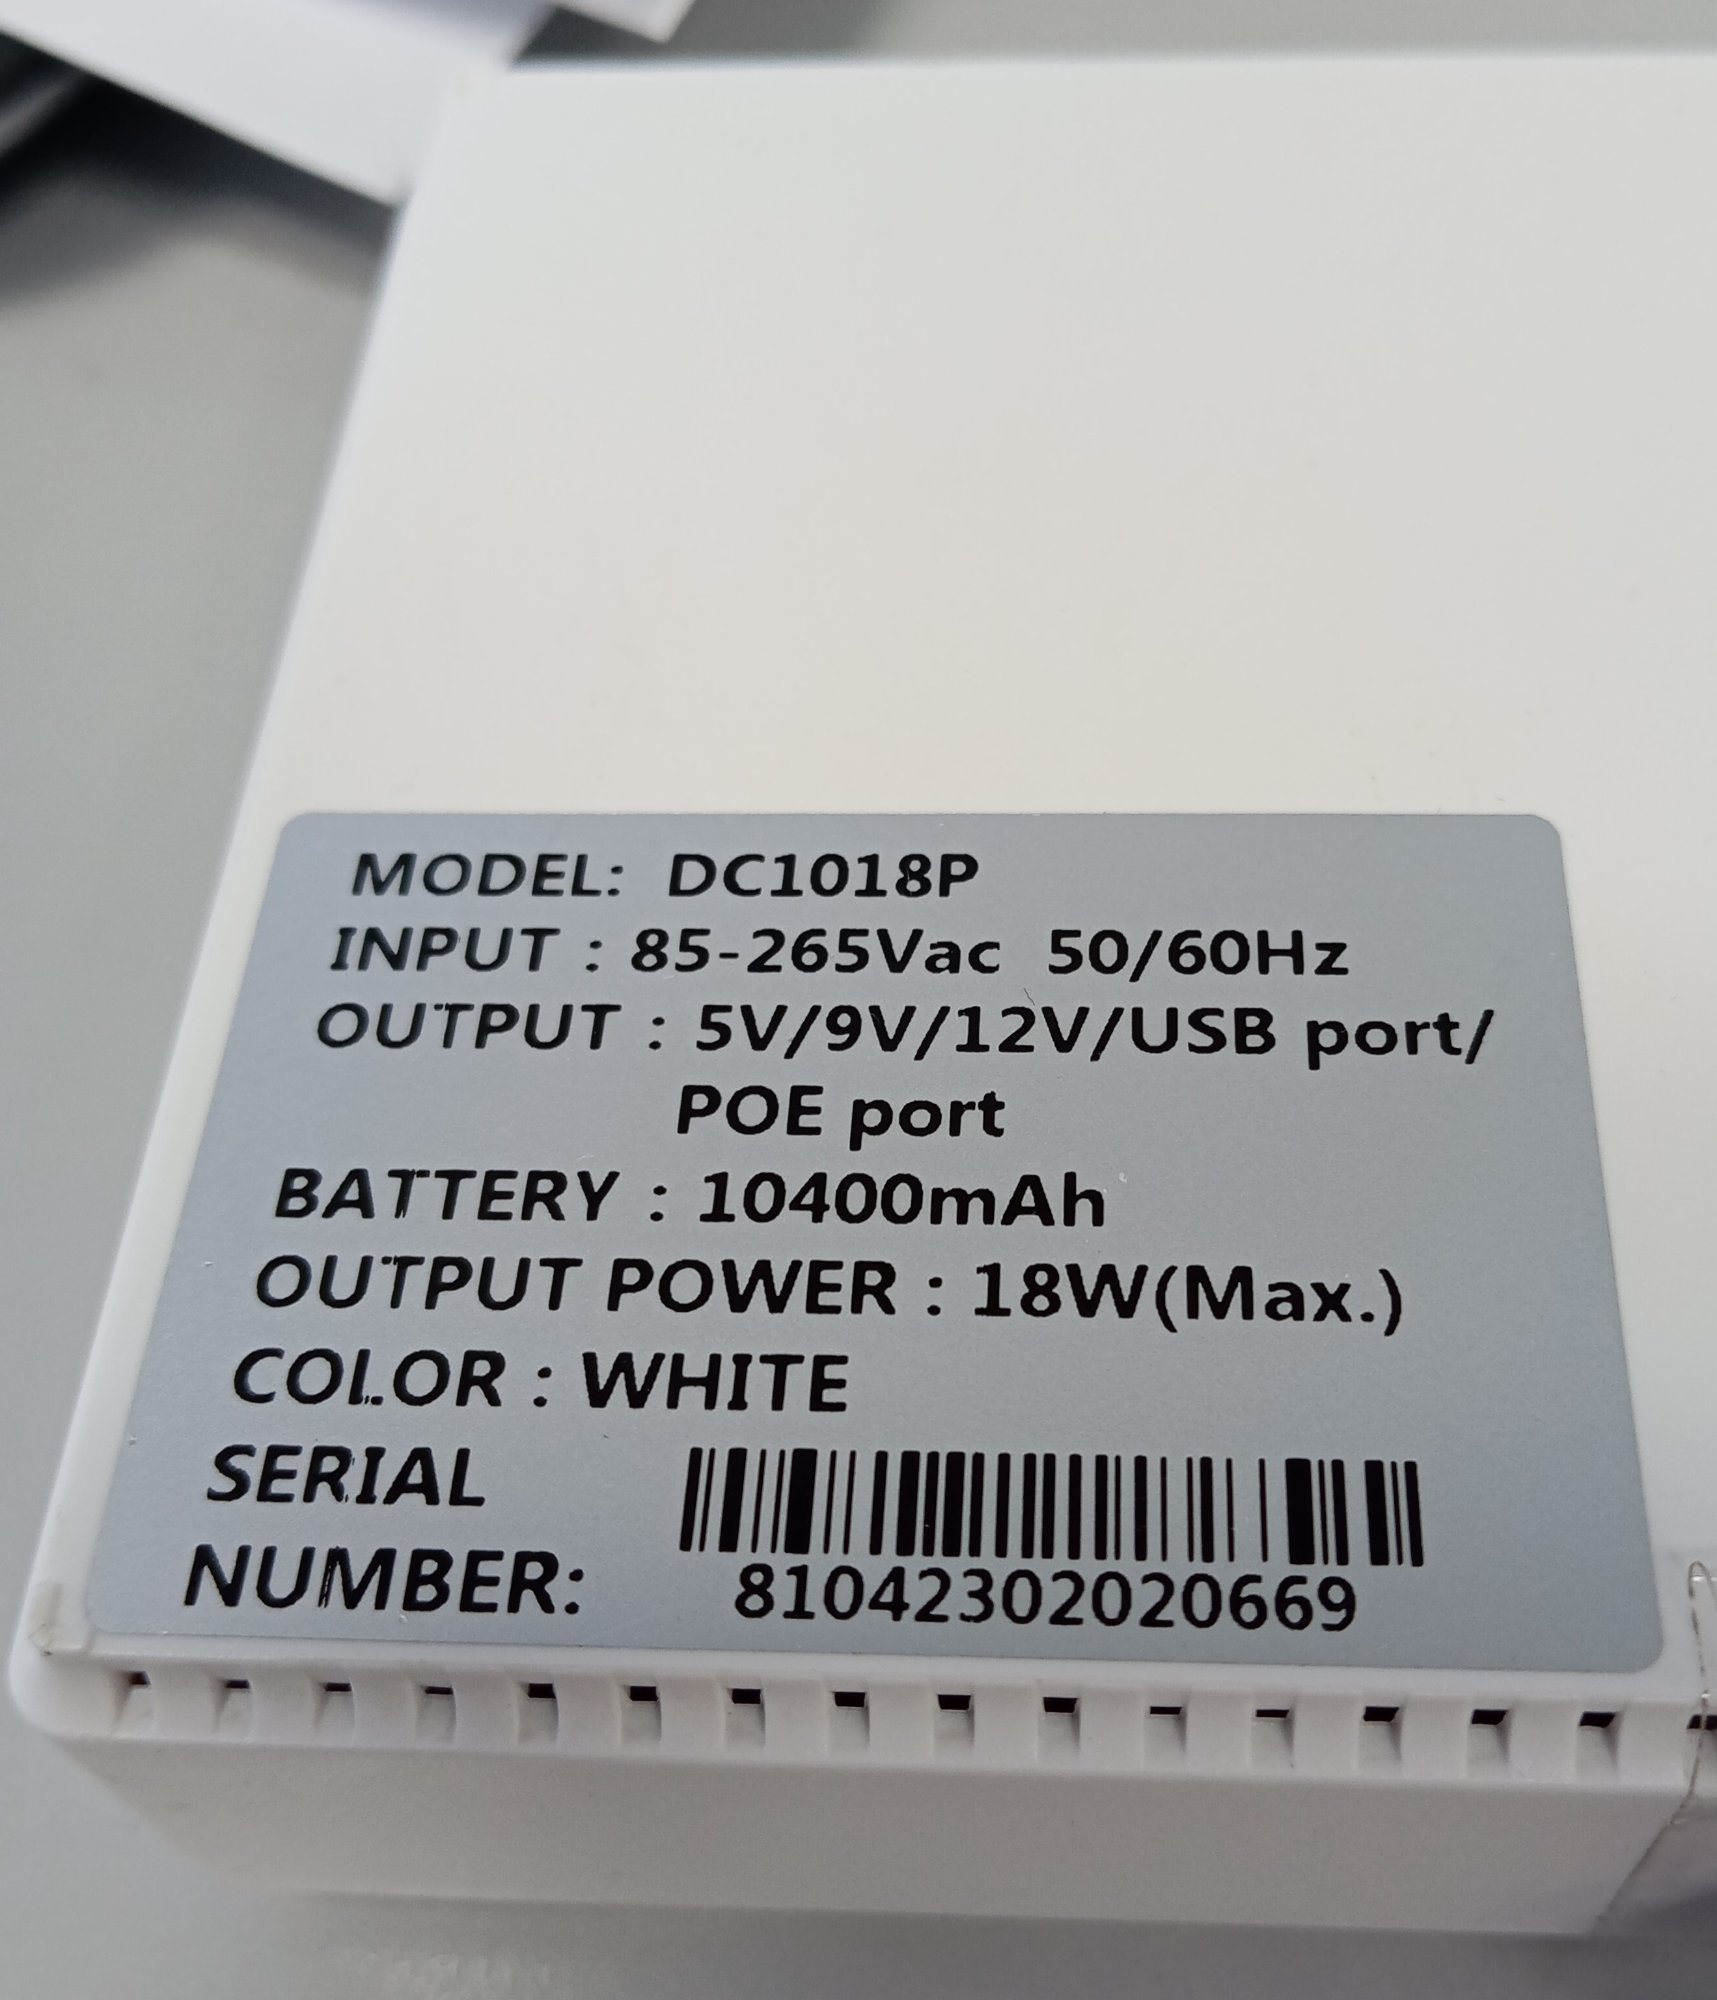 MODEL: DC1018P
INPUT : 85-265Vac 50/60Hz
OUTPUT : 5V/9V/12V/USB port/
POE port
BATTERY : 10400mAh
OUTPUT POWER : 18W(Max.)
COLOR : WHITE
SERIAL
NUMBER: 81042302020669